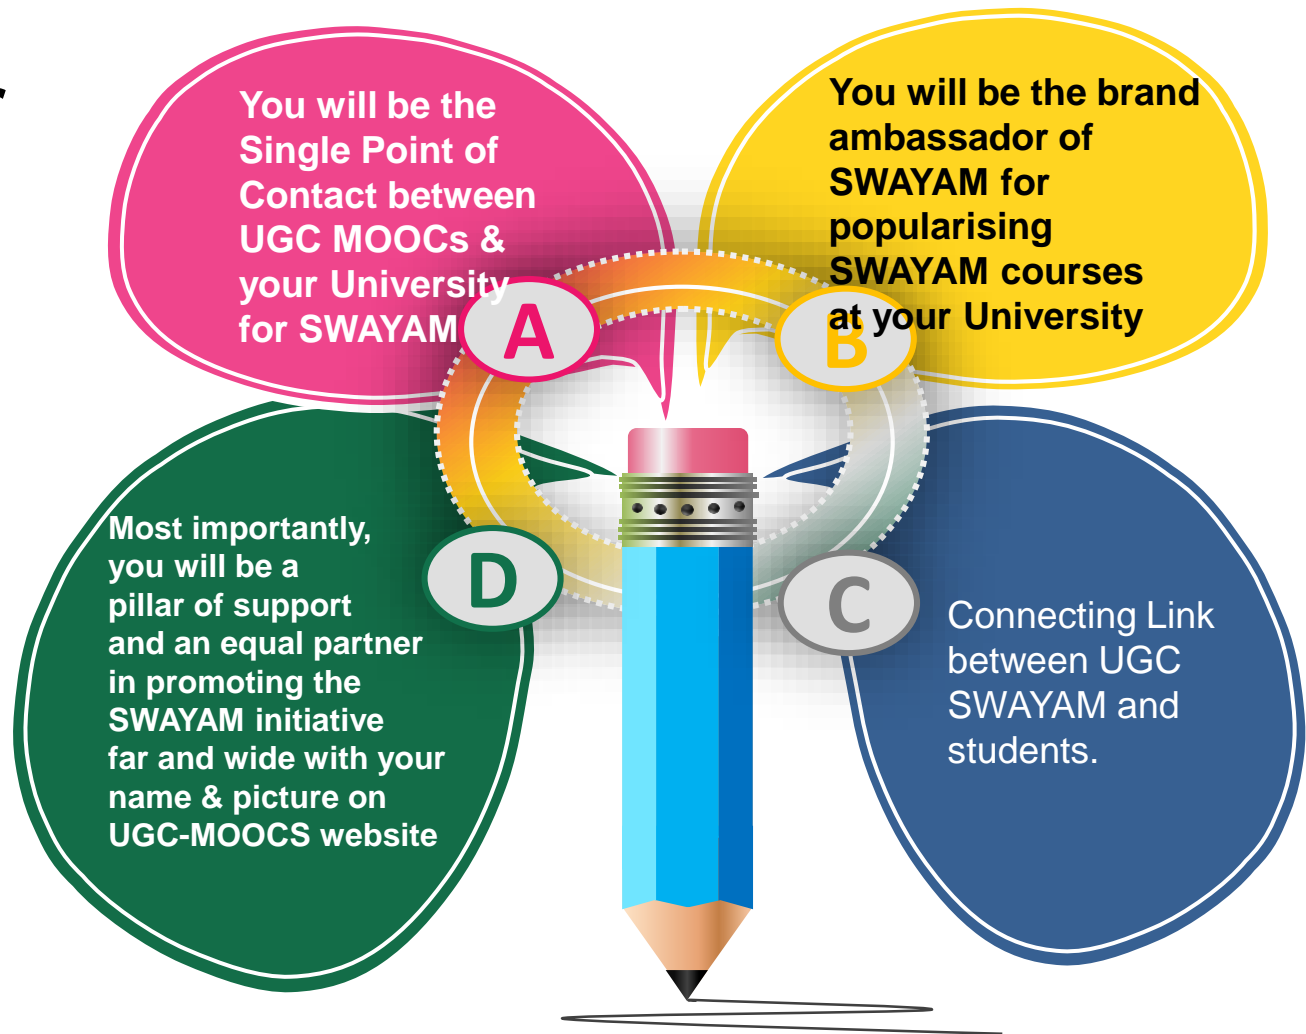 You will be the
Single Point of
Contact between
UGC MOOCs &
your University
for SWAYAM
A
You will be the brand
ambassador of
SWAYAM for
popularising
SWAYAM courses
at your University
B
Most importantly,
you will be a
pillar of support
and an equal partner
in promoting the
SWAYAM initiative
far and wide with your
name & picture on
UGC-MOOCS website
D
C
Connecting Link
between UGC
SWAYAM and
students.